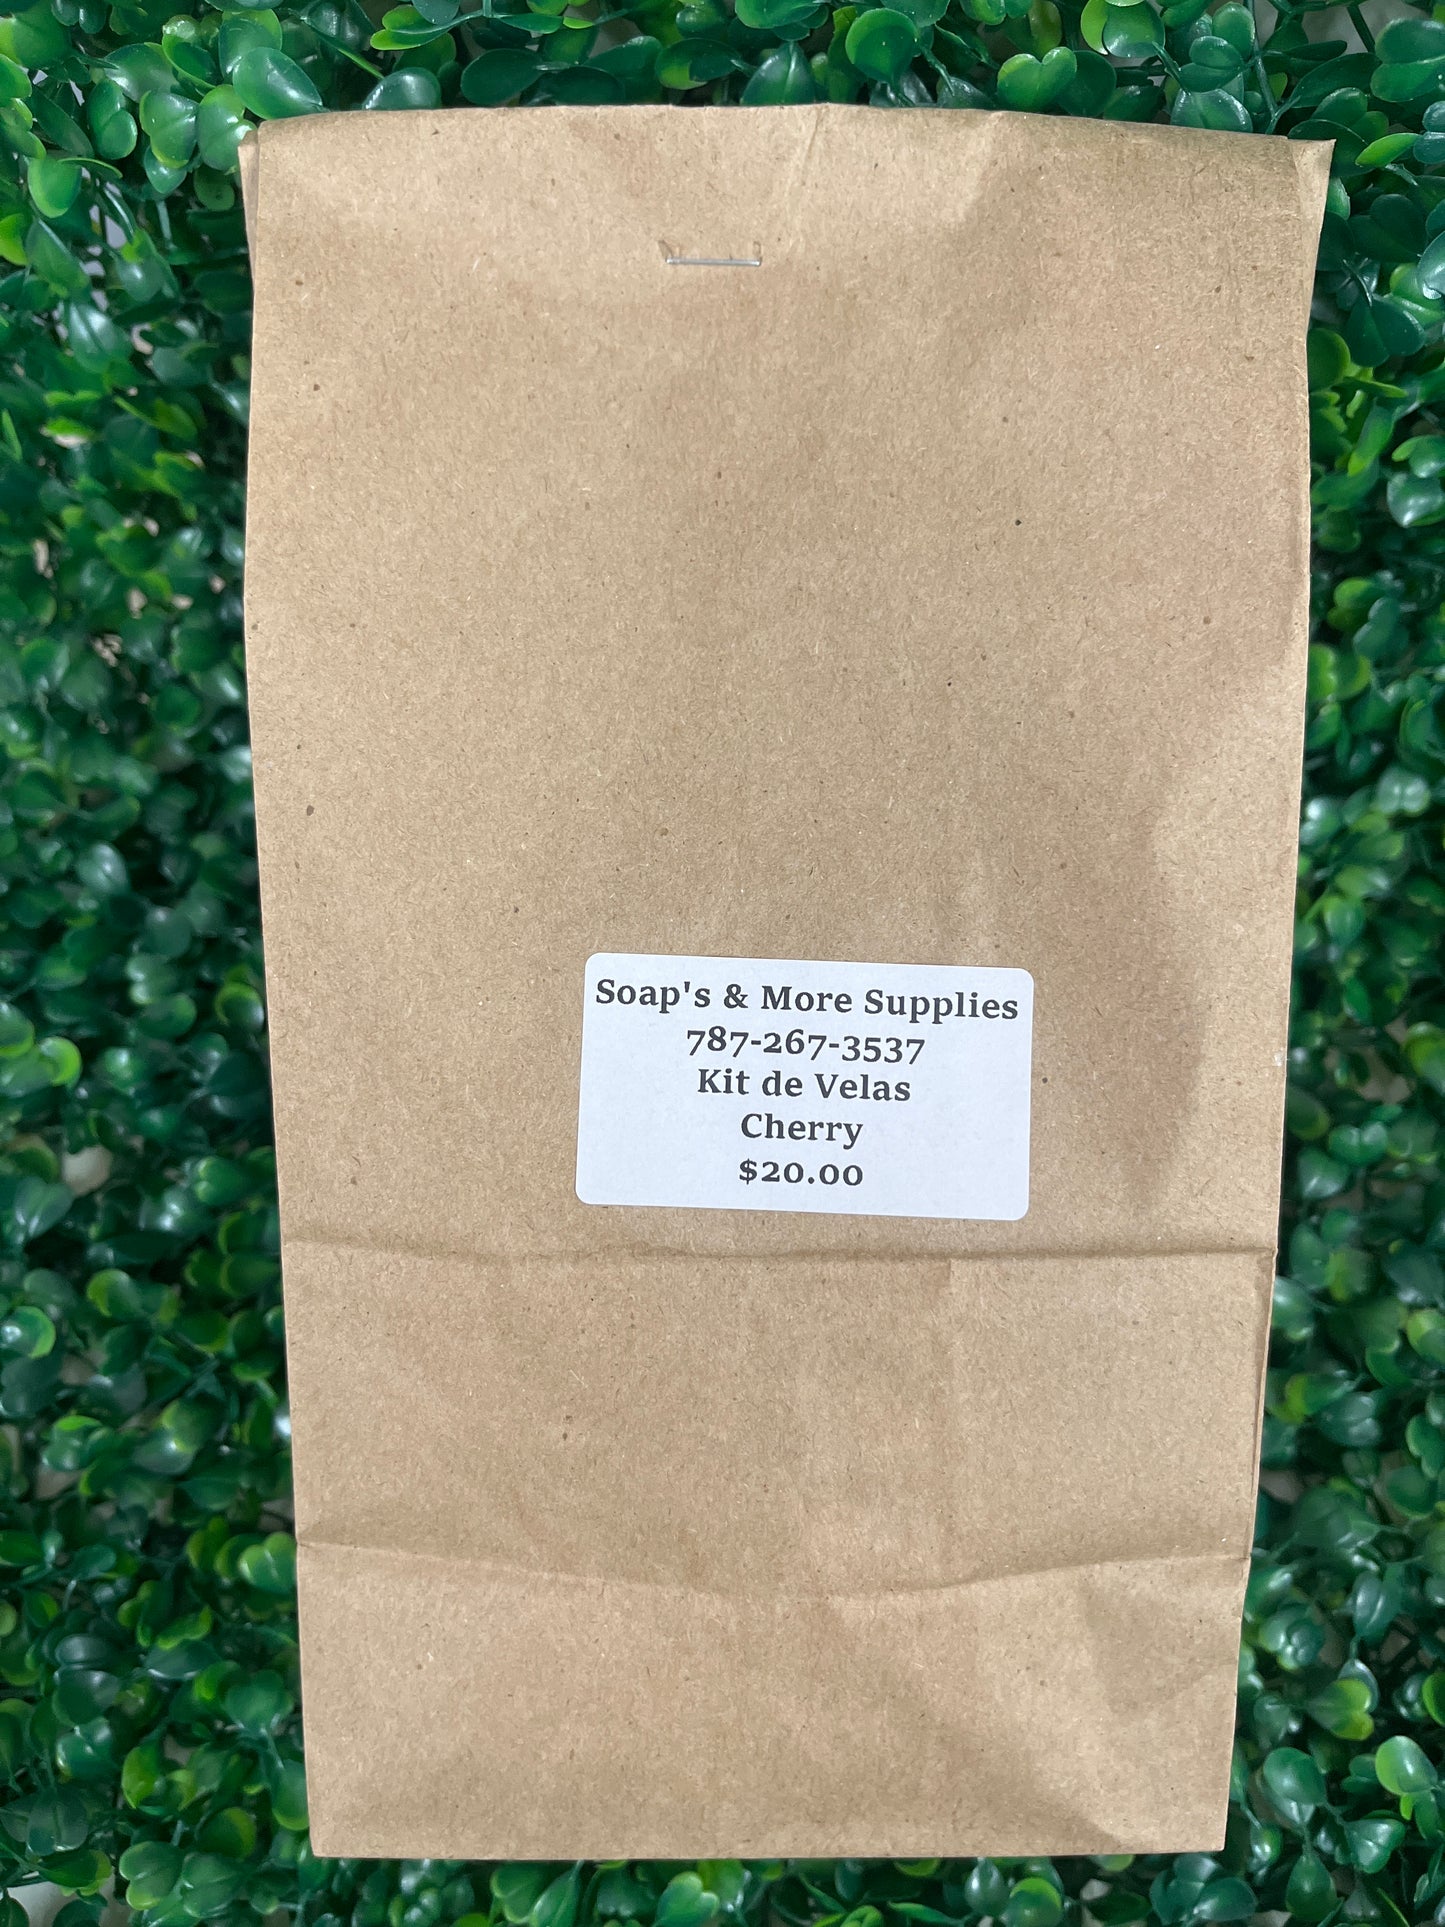 Soap's & More Supplies
787-267-3537
Kit de Velas
Cherry
$20.00